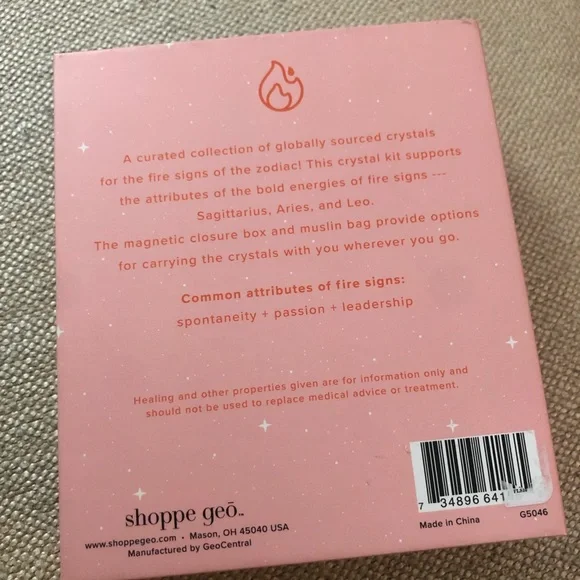 A curated collection of globally sourced crystals
for the fire signs of the zodiac! This crystal kit supports
the attributes of the bold energies of fire signs ---
Sagittarius, Aries, and Leo.
The magnetic closure box and muslin bag provide options
for carrying the crystals with you wherever you go.
Common attributes of fire signs:
spontaneity + passion + leadership
Healing and other properties given are for information only and
should not be used to replace medical advice or treatment.
shoppe geō™
www.shoppegeo.com • Mason, OH 45040 USA
Manufactured by GeoCentral
7 34896 641
Made in China G5046